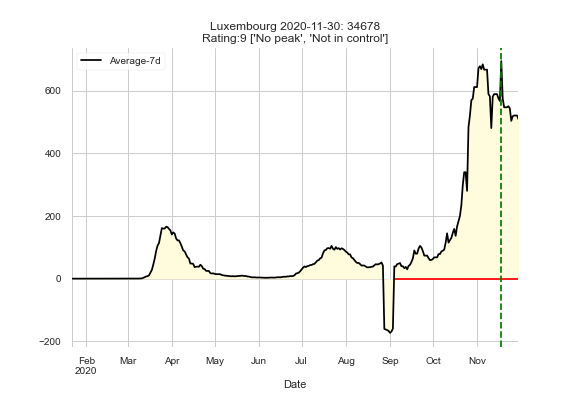 Luxembourg 2020-11-30: 34678
Rating:9 ['No peak', 'Not in control']
Average-7d
600
400
200
0
−200
Feb Mar Apr May Jun Jul Aug Sep Oct Nov
2020
Date